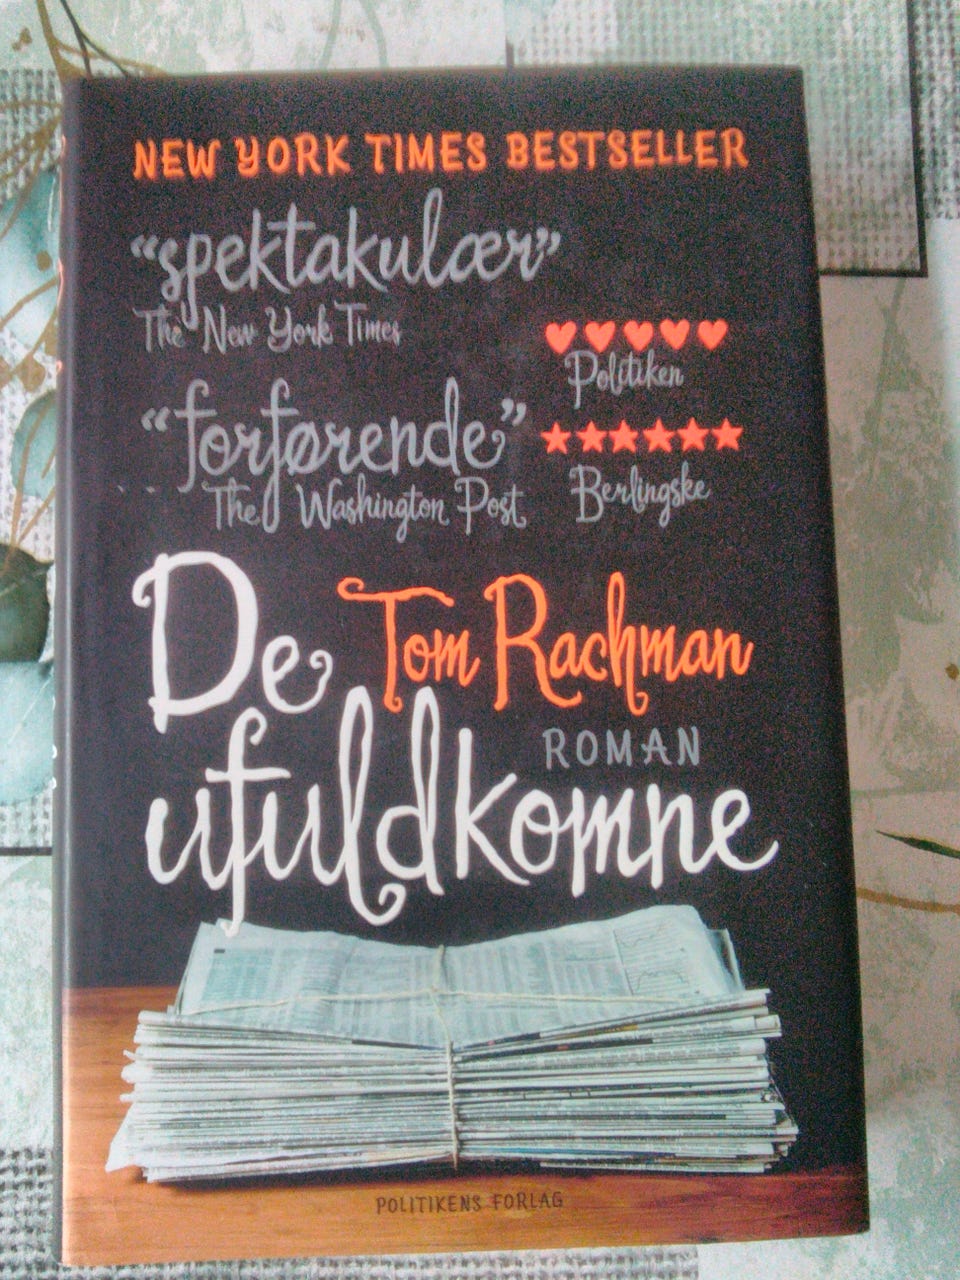 NEW YORK TIMES BESTSELLER
“spektakulær”
The New York Times
♥♥♥♥♥
Politiken
“forførende”
★★★★★★
The Washington Post
Berlingske
De
Tom Rachman
ROMAN
ufuldkomne
POLITIKENS FORLAG